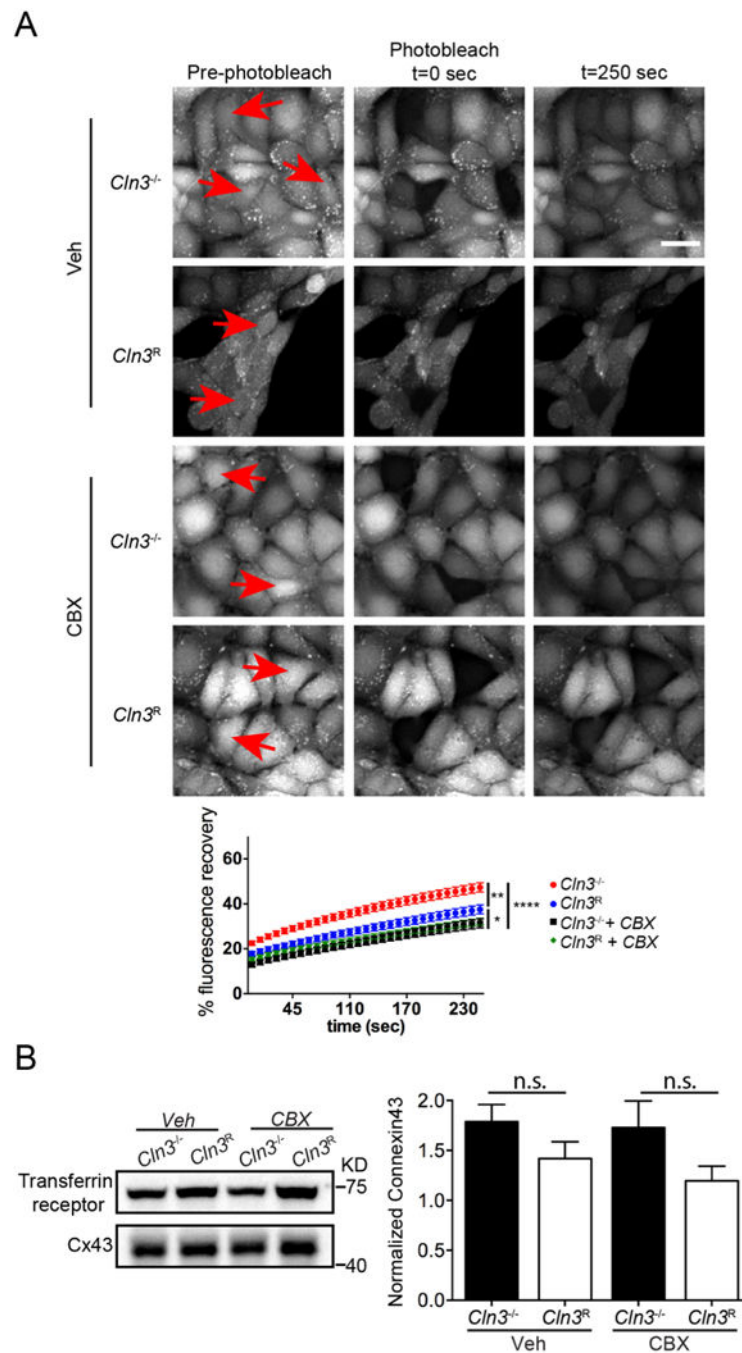 A
Pre-photobleach
Photobleach
t=0 sec
t=250 sec
Veh
Cln3-/-
Cln3R
CBX
Cln3-/-
Cln3R
% fluorescence recovery
60
40
20
0
45 110 170 230
time (sec)
**
*
****
Cln3-/-
Cln3R
Cln3-/- + CBX
Cln3R + CBX
B
Veh CBX
Cln3-/- Cln3R Cln3-/- Cln3R
KD
Transferrin
receptor
75
Cx43
40
Normalized Connexin43
2.0
1.5
1.0
0.5
0.0
n.s. n.s.
Cln3-/- Cln3R Cln3-/- Cln3R
Veh CBX